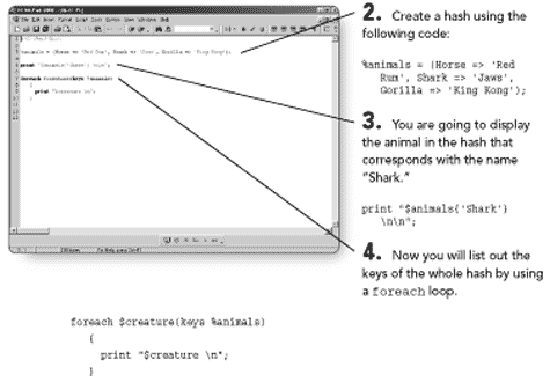 2. Create a hash using the
following code:
%animals = (Horse => 'Red
Rum', Shark => 'Jaws',
Gorilla => 'King Kong');
3. You are going to display
the animal in the hash that
corresponds with the name
"Shark."
print "$animals{'Shark'}
\n\n";
4. Now you will list out the
keys of the whole hash by using
a foreach loop.
foreach $creature(keys %animals)
{
print "$creature \n";
}